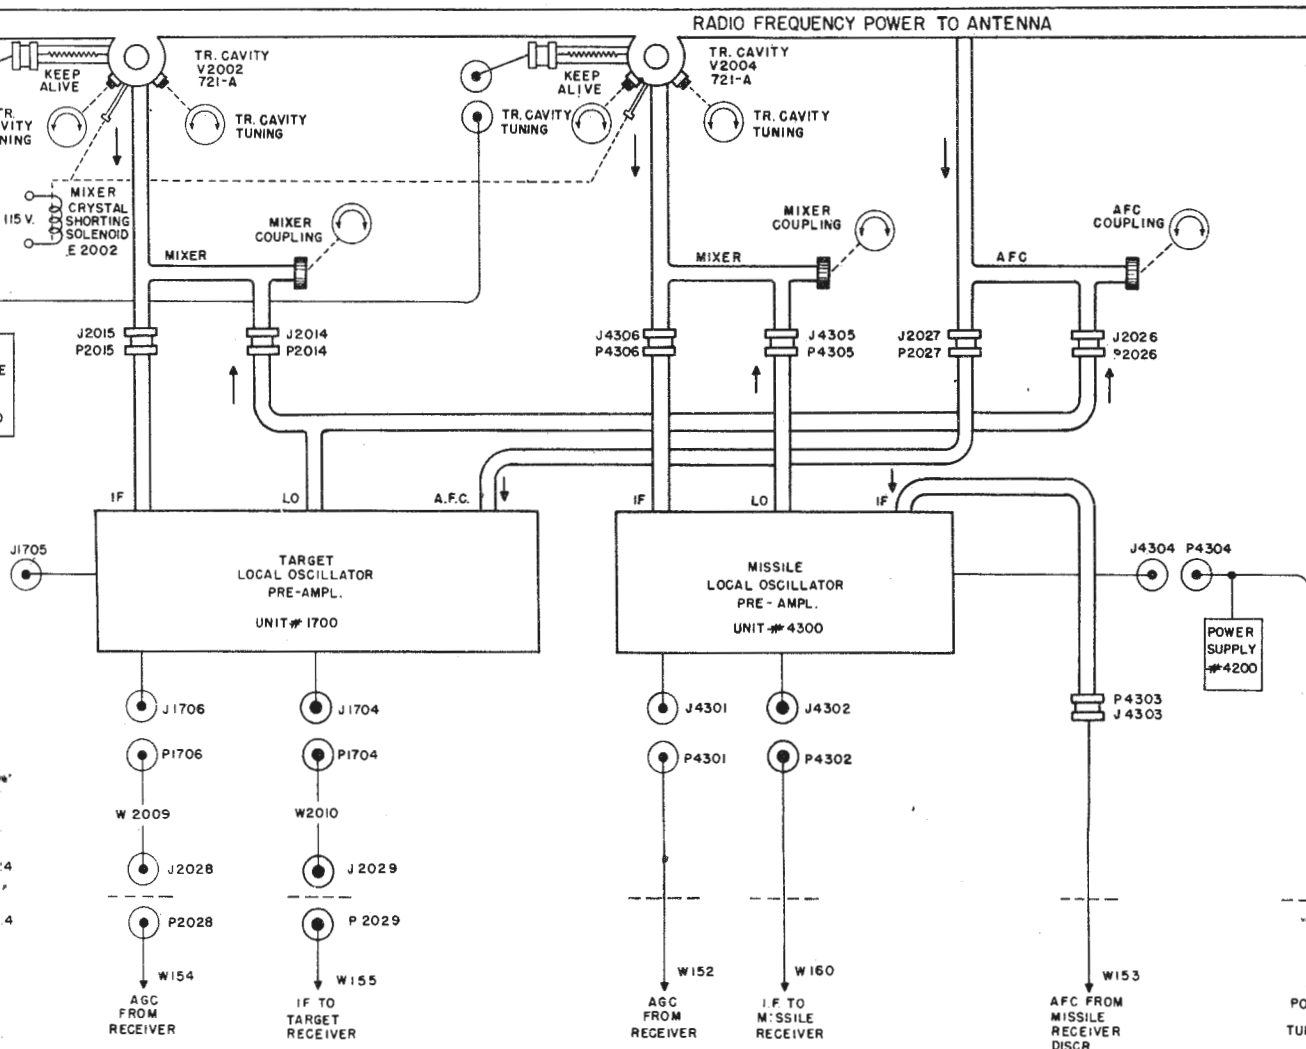 RADIO FREQUENCY POWER TO ANTENNA
TR. CAVITY
V2002
721-A
KEEP
ALIVE
TR. CAVITY
TUNING
TR. CAVITY
V2004
721-A
KEEP
ALIVE
TR. CAVITY
TUNING
TR. CAVITY
TUNING
115 V.
MIXER
CRYSTAL
SHORTING
SOLENOID
E 2002
MIXER
COUPLING
MIXER
MIXER
COUPLING
MIXER
AFC
COUPLING
AFC
J2015
P2015
J2014
P2014
J4306
P4306
J4305
P4305
J2027
P2027
J2026
P2026
IF
LO
A.F.C.
IF
LO
IF
J1705
TARGET
LOCAL OSCILLATOR
PRE-AMPL.
UNIT # 1700
MISSILE
LOCAL OSCILLATOR
PRE- AMPL.
UNIT # 4300
J4304 P4304
POWER
SUPPLY
#4200
J1706
P1706
J1704
P1704
J4301
P4301
J4302
P4302
P4303
J4303
W 2009
W2010
J2028
P2028
J2029
P 2029
W154
W155
W152
W160
W153
AGC
FROM
RECEIVER
IF TO
TARGET
RECEIVER
AGC
FROM
RECEIVER
I.F. TO
MISSILE
RECEIVER
AFC FROM
MISSILE
RECEIVER
DISCR